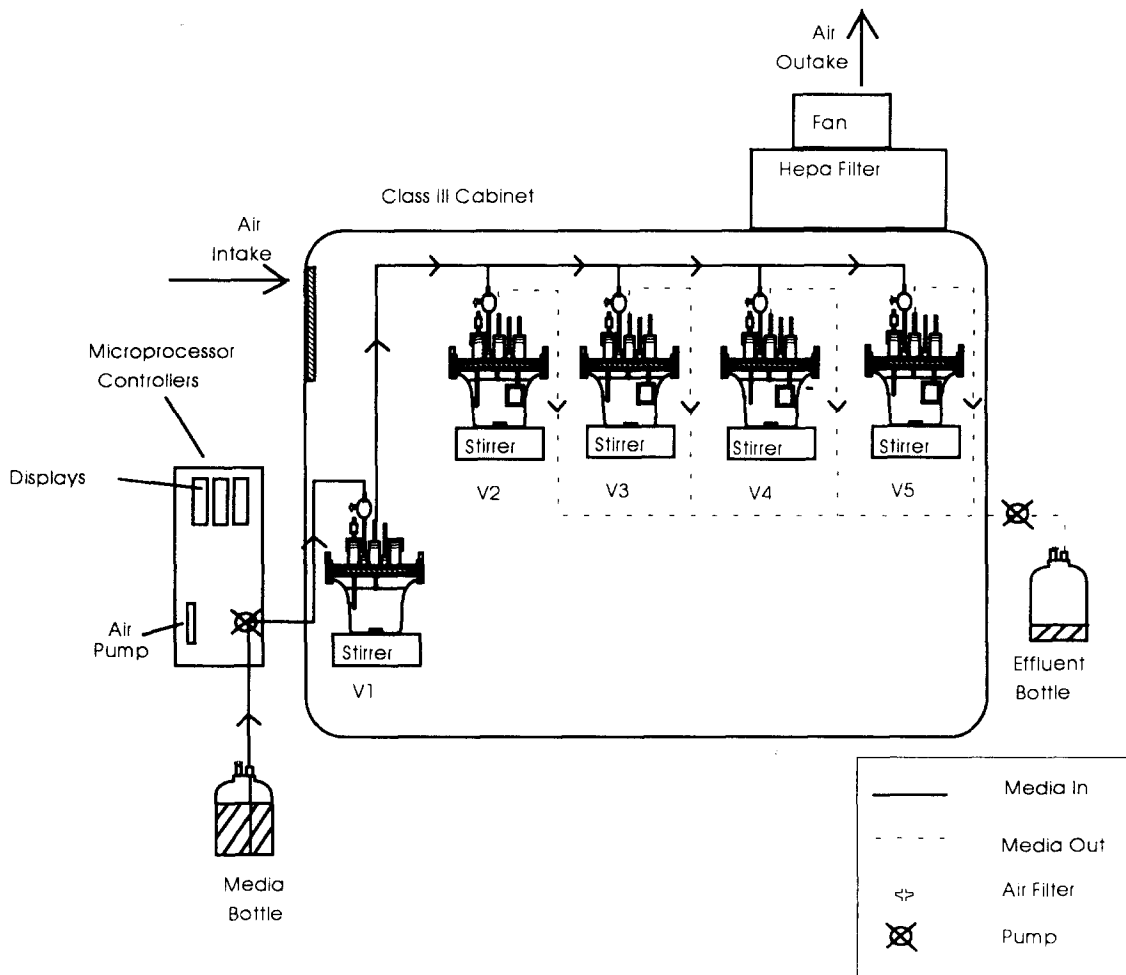 Air
Outake
Fan
Hepa Filter
Class III Cabinet
Air
Intake
Microprocessor
Controllers
Displays
Stirrer
Stirrer
Stirrer
Stirrer
V2
V3
V4
V5
Air
Pump
Stirrer
V1
Effluent
Bottle
Media
Bottle
Media In
Media Out
Air Filter
Pump